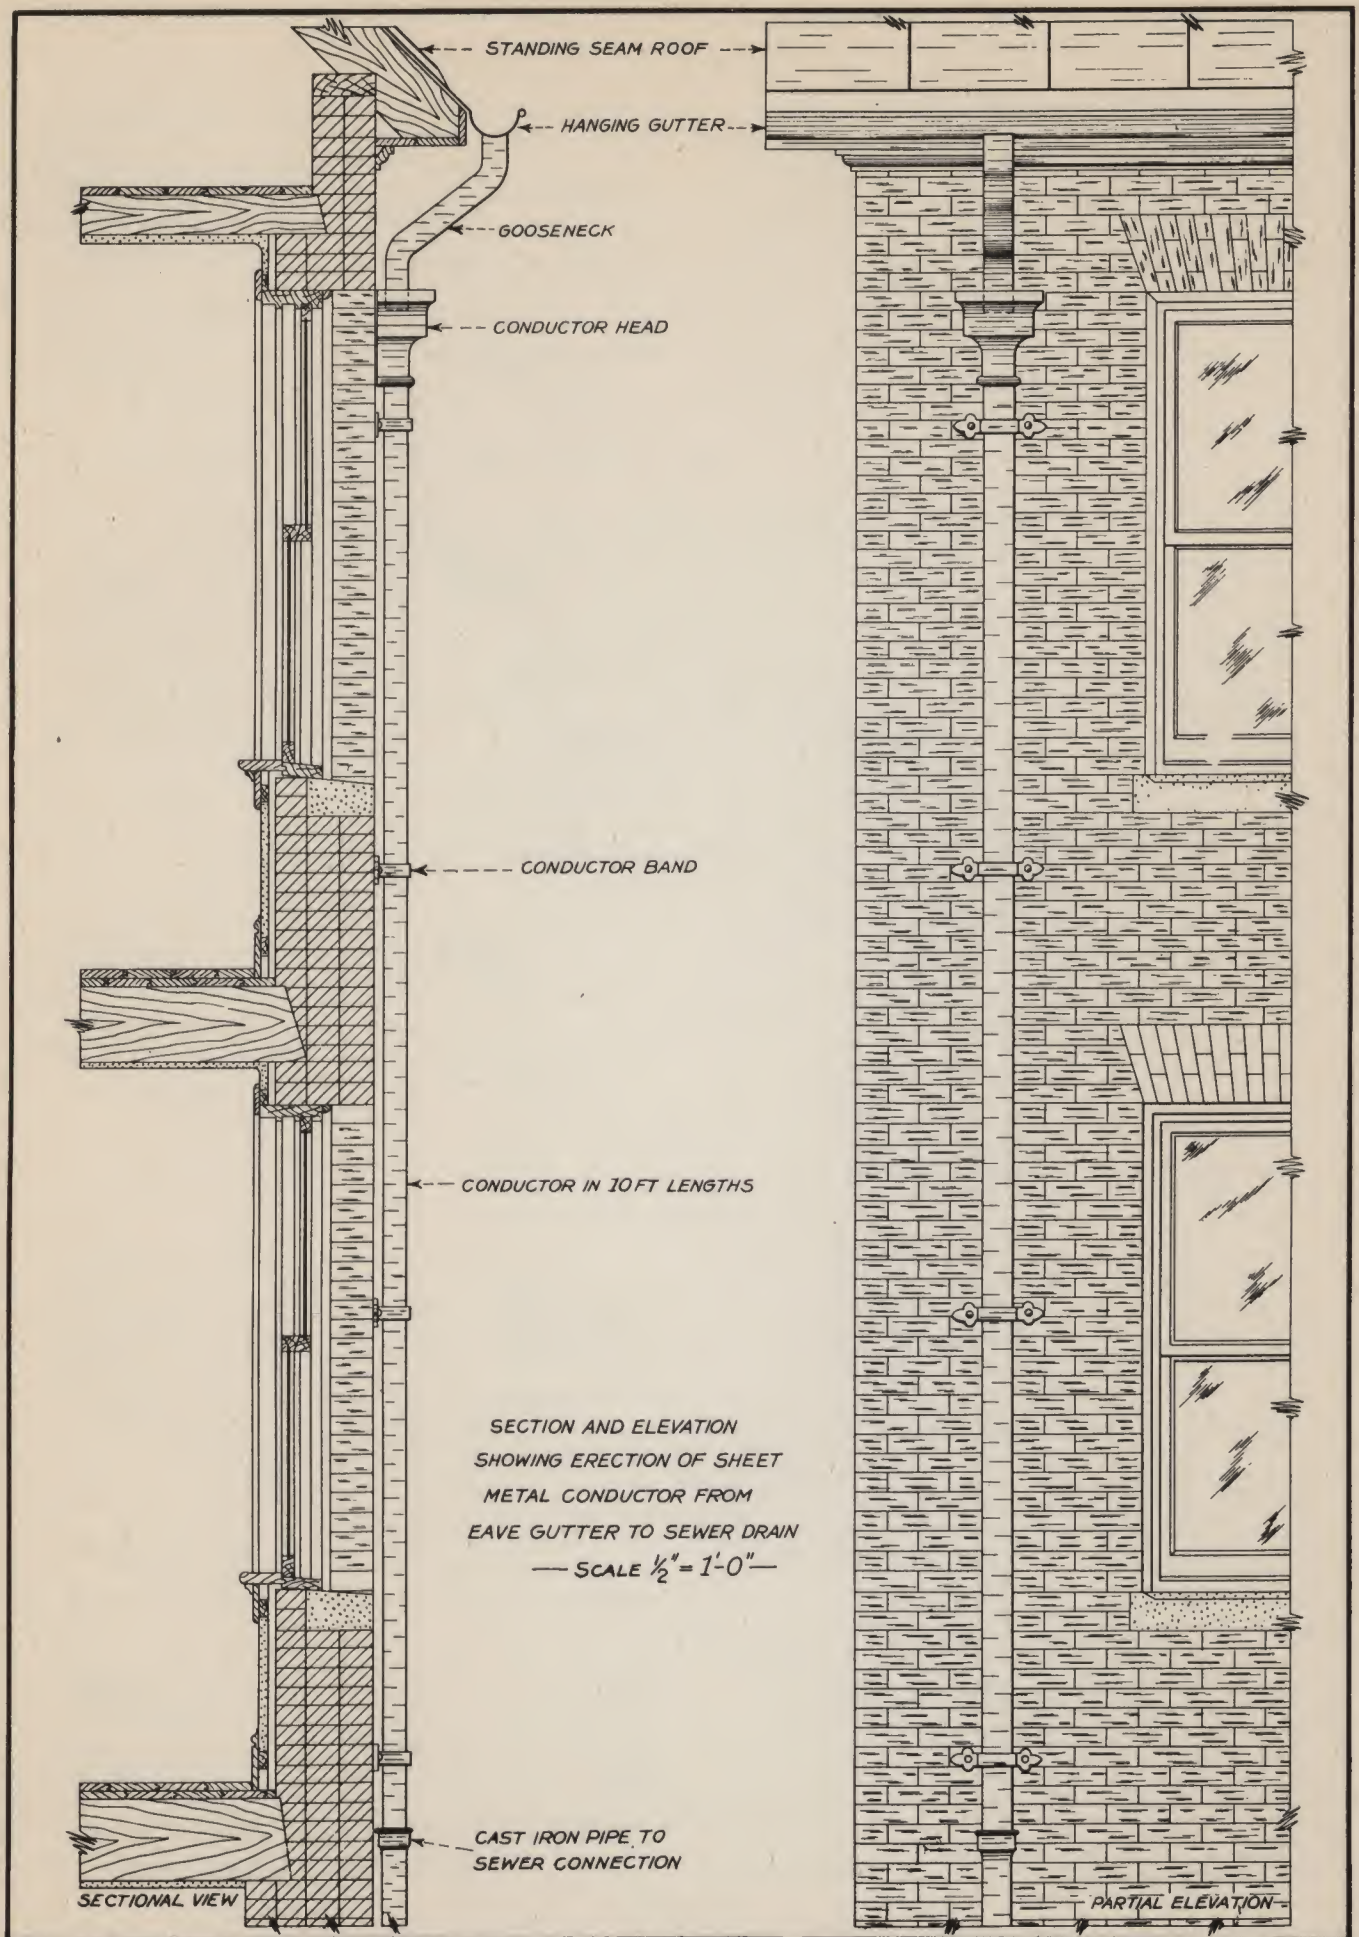 STANDING SEAM ROOF
HANGING GUTTER
GOOSENECK
CONDUCTOR HEAD
CONDUCTOR BAND
CONDUCTOR IN 10 FT LENGTHS
SECTION AND ELEVATION
SHOWING ERECTION OF SHEET
METAL CONDUCTOR FROM
EAVE GUTTER TO SEWER DRAIN
— SCALE ½" = 1'-0" —
CAST IRON PIPE TO
SEWER CONNECTION
SECTIONAL VIEW
PARTIAL ELEVATION